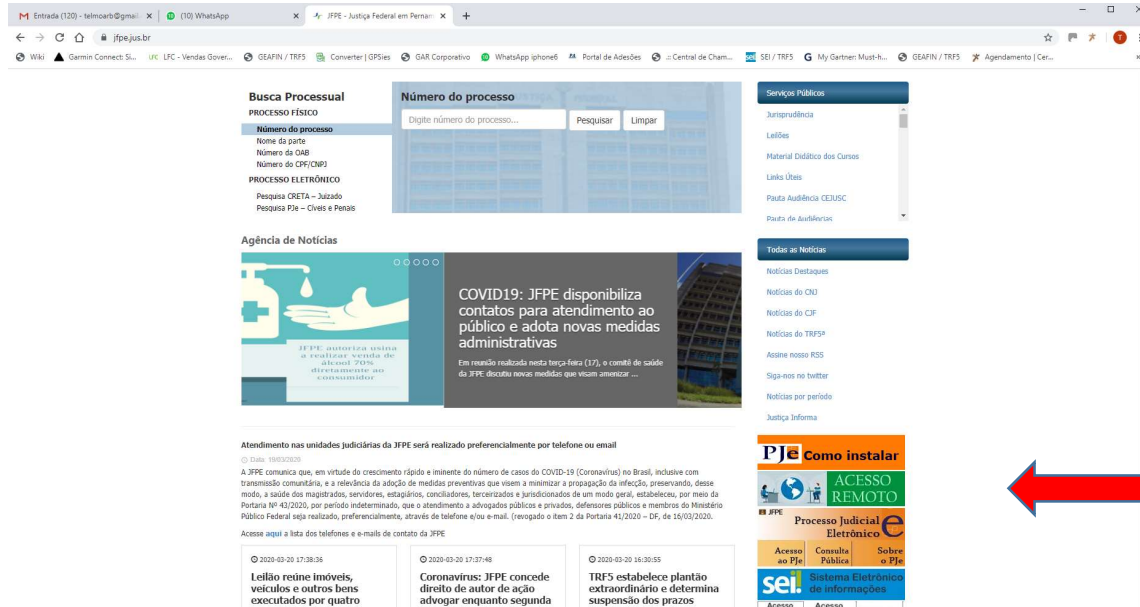 Entrada (120) - telmoarb@gmail.
(10) WhatsApp
JFPE - Justiça Federal em Pernam
jfpe.jus.br
Wiki
Garmin Connect: Si...
LFC - Vendas Gover...
GEAFIN / TRF5
Converter | GPSies
GAR Corporativo
WhatsApp iphone6
Portal de Adesões
.:: Central de Cham...
SEI / TRF5
My Gartner: Must-h...
GEAFIN / TRF5
Agendamento | Cer...
Busca Processual
PROCESSO FÍSICO
Número do processo
Nome da parte
Número da OAB
Número do CPF/CNPJ
PROCESSO ELETRÔNICO
Pesquisa CRETA – Juizado
Pesquisa PJe – Cíveis e Penais
Número do processo
Digite número do processo...
Pesquisar
Limpar
Serviços Públicos
Jurisprudência
Leilões
Material Didático dos Cursos
Links Úteis
Pauta Audiência CEJUSC
Pauta de Audiências
Agência de Notícias
JFPE autoriza usina
a realizar venda de
álcool 70%
diretamente ao
consumidor
COVID19: JFPE disponibiliza
contatos para atendimento ao
público e adota novas medidas
administrativas
Em reunião realizada nesta terça-feira (17), o comitê de saúde
da JFPE discutiu novas medidas que visam amenizar ...
Todas as Notícias
Notícias Destaques
Notícias do CNJ
Notícias do CJF
Notícias do TRF5ª
Assine nosso RSS
Siga-nos no twitter
Notícias por período
Justiça Informa
Atendimento nas unidades judiciárias da JFPE será realizado preferencialmente por telefone ou email
Data: 19/03/2020
A JFPE comunica que, em virtude do crescimento rápido e iminente do número de casos do COVID-19 (Coronavírus) no Brasil, inclusive com
transmissão comunitária, e a relevância da adoção de medidas preventivas que visem a minimizar a propagação da infecção, preservando, desse
modo, a saúde dos magistrados, servidores, estagiários, conciliadores, terceirizados e jurisdicionados de um modo geral, estabeleceu, por meio da
Portaria Nº 43/2020, por período indeterminado, que o atendimento a advogados públicos e privados, defensores públicos e membros do Ministério
Público Federal seja realizado, preferencialmente, através de telefone e/ou e-mail. (revogado o item 2 da Portaria 41/2020 – DF, de 16/03/2020.
Acesse aqui a lista dos telefones e e-mails de contato da JFPE
2020-03-20 17:38:36
Leilão reúne imóveis,
veículos e outros bens
executados por quatro
2020-03-20 17:37:48
Coronavírus: JFPE concede
direito de autor de ação
advogar enquanto segunda
2020-03-20 16:30:55
TRF5 estabelece plantão
extraordinário e determina
suspensão dos prazos
PJe Como instalar
ACESSO
REMOTO
JFPE
Processo Judicial
Eletrônico e
Acesso
ao PJe
Consulta
Pública
Sobre
o PJe
sei! Sistema Eletrônico
de informações
Acesso
Acesso